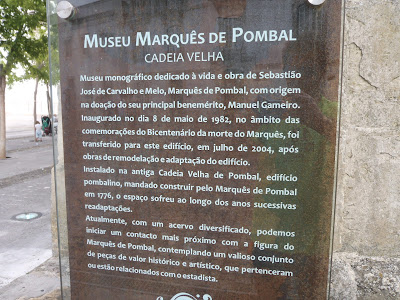 MUSEU MARQUÊS DE POMBAL
CADEIA VELHA
Museu monográfico dedicado à vida e obra de Sebastião
José de Carvalho e Melo, Marquês de Pombal, com origem
na doação do seu principal benemérito, Manuel Gameiro.
Inaugurado no dia 8 de maio de 1982, no âmbito das
comemorações do Bicentenário da morte do Marquês, foi
transferido para este edifício, em julho de 2004, após
obras de remodelação e adaptação do edifício.
Instalado na antiga Cadeia Velha de Pombal, edifício
pombalino, mandado construir pelo Marquês de Pombal
em 1776, o espaço sofreu ao longo dos anos sucessivas
readaptações.
Atualmente, com um acervo diversificado, podemos
iniciar um contacto mais próximo com a figura do
Marquês de Pombal, contemplando um valioso conjunto
de peças de valor histórico e artístico, que pertenceram
ou estão relacionados com o estadista.